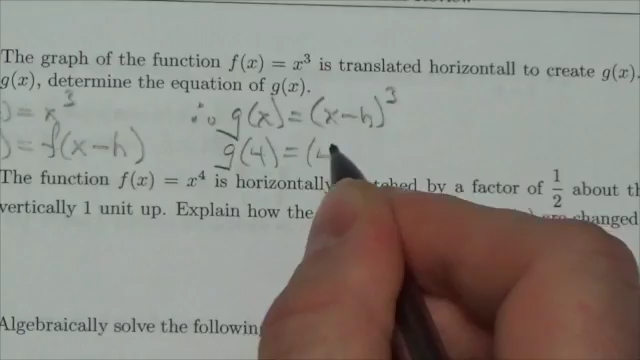 The graph of the function f(x) = x³ is translated horizontall to create g(x).
g(x), determine the equation of g(x).
) = x³ ∴ g(x) = (x-h)³
) = f(x-h) g(4) = (4
The function f(x) = x⁴ is horizontally by a factor of 1/2 about th
vertically 1 unit up. Explain how the are changed
Algebraically solve the following